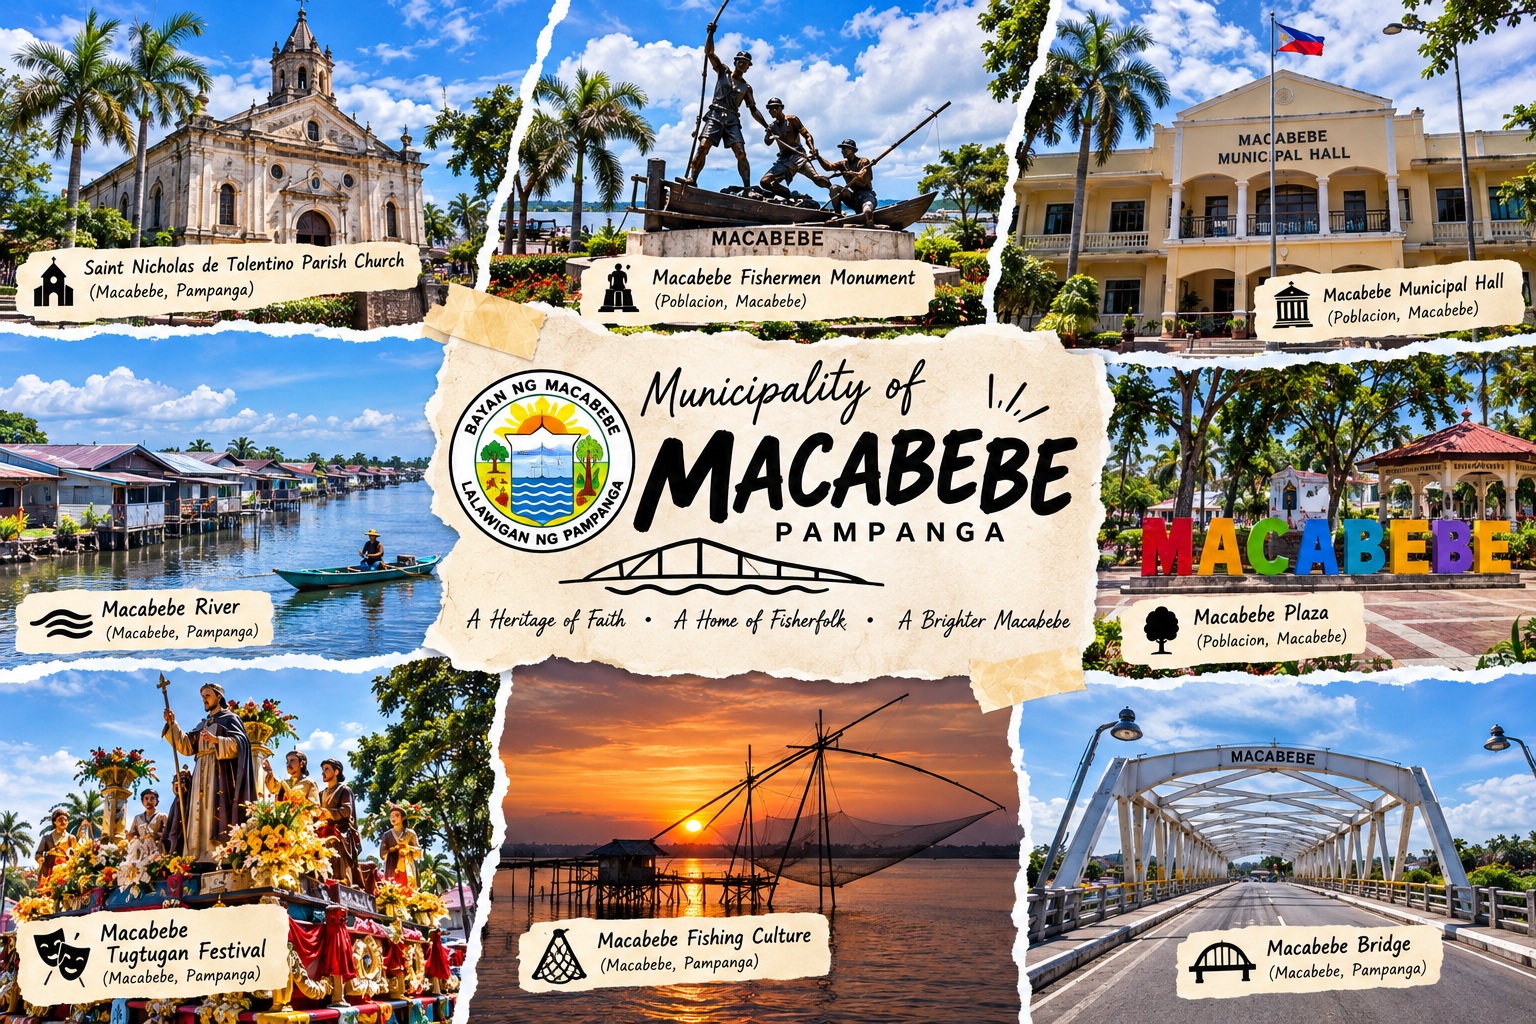 MACABEBE
MACABEBE
MUNICIPAL HALL
Saint Nicholas de Tolentino Parish Church
(Macabebe, Pampanga)
Macabebe Fishermen Monument
(Poblacion, Macabebe)
Macabebe Municipal Hall
(Poblacion, Macabebe)
BAYAN NG MACABEBE
LALAWIGAN NG PAMPANGA
Municipality of
MACABEBE
PAMPANGA
A Heritage of Faith • A Home of Fisherfolk • A Brighter Macabebe
Macabebe River
(Macabebe, Pampanga)
MACABEBE
Macabebe Plaza
(Poblacion, Macabebe)
Macabebe
Tugtugan Festival
(Macabebe, Pampanga)
Macabebe Fishing Culture
(Macabebe, Pampanga)
MACABEBE
Macabebe Bridge
(Macabebe, Pampanga)